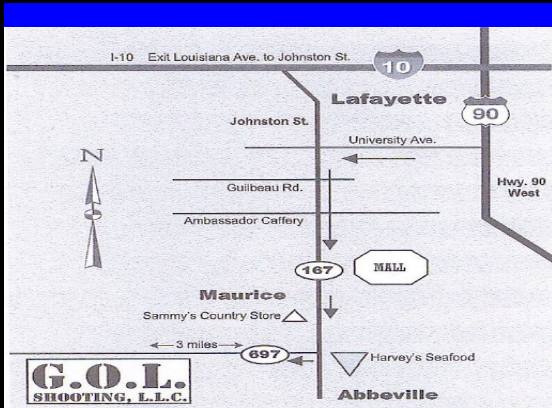 I-10 Exit Louisiana Ave. to Johnston St.
10
Lafayette
90
Johnston St.
University Ave.
N
Guilbeau Rd.
Hwy. 90
West
Ambassador Caffery
167
MALL
Maurice
Sammy's Country Store
3 miles
697
Harvey's Seafood
G.O.L.
SHOOTING, L.L.C.
Abbeville